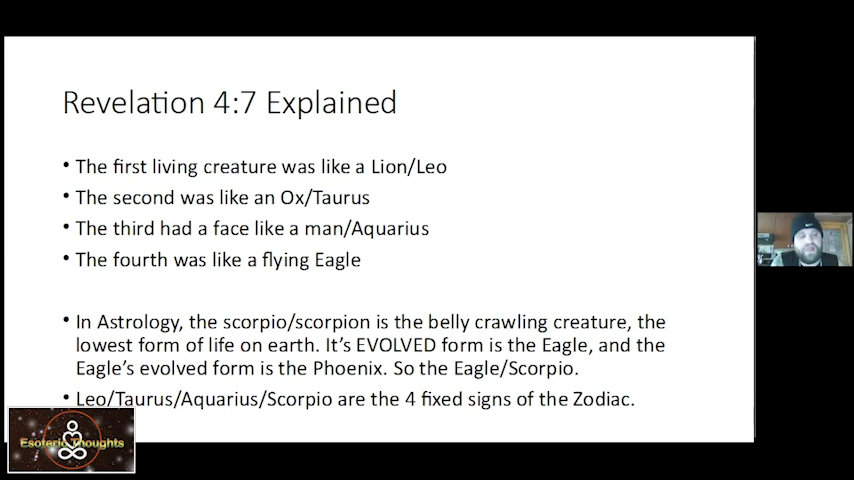 Revelation 4:7 Explained
• The first living creature was like a Lion/Leo
• The second was like an Ox/Taurus
• The third had a face like a man/Aquarius
• The fourth was like a flying Eagle
• In Astrology, the scorpio/scorpion is the belly crawling creature, the
lowest form of life on earth. It's EVOLVED form is the Eagle, and the
Eagle's evolved form is the Phoenix. So the Eagle/Scorpio.
• Leo/Taurus/Aquarius/Scorpio are the 4 fixed signs of the Zodiac.
Esoteric Thoughts